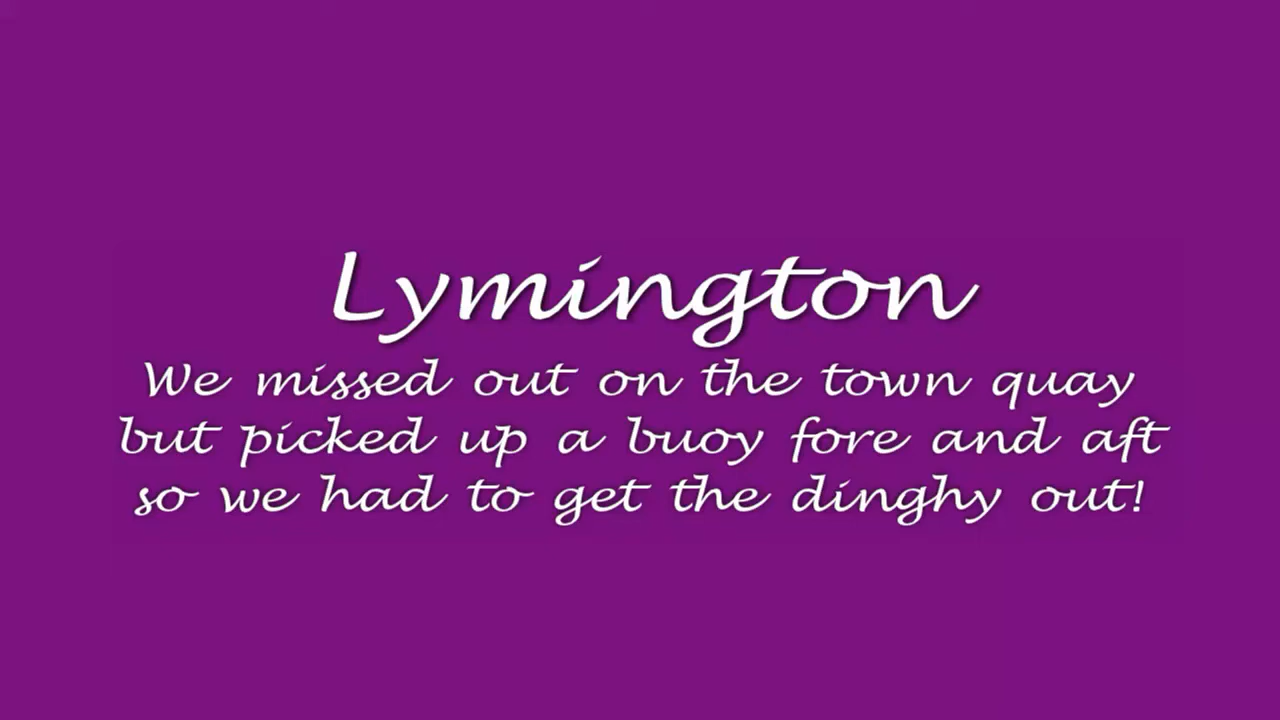 Lymington
We missed out on the town quay
but picked up a buoy fore and aft
so we had to get the dinghy out!